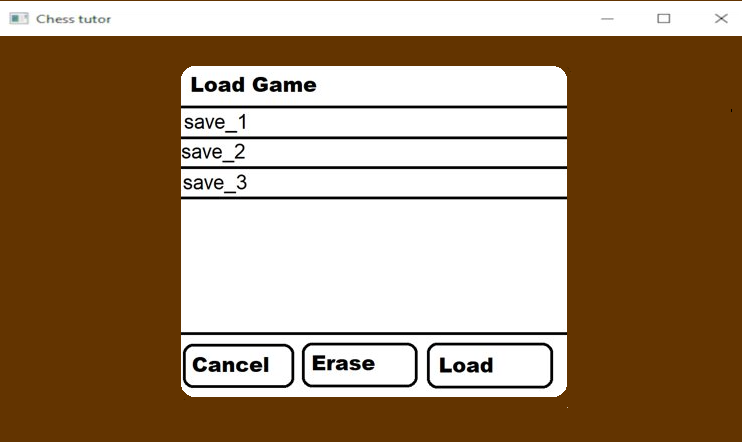 Chess tutor
Load Game
save_1
save_2
save_3
Cancel Erase Load